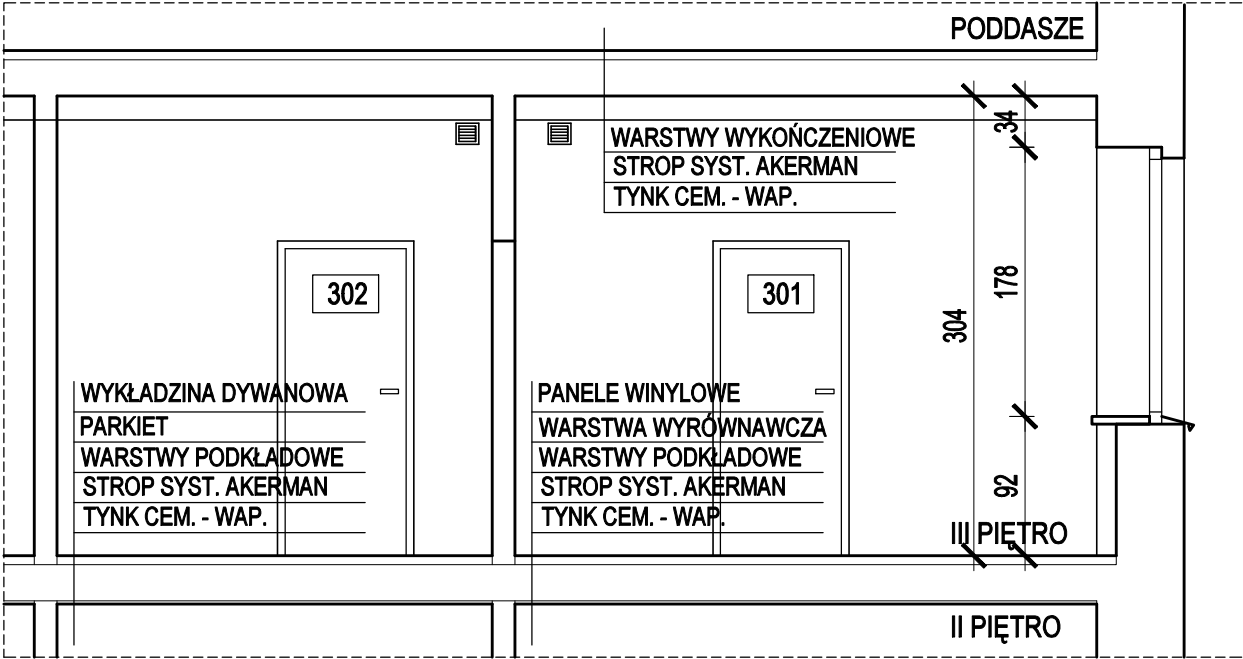 PODDASZE
WARSTWY WYKOŃCZENIOWE
STROP SYST. AKERMAN
TYNK CEM. - WAP.
34
178
304
92
302
301
WYKŁADZINA DYWANOWA
PARKIET
WARSTWY PODKŁADOWE
STROP SYST. AKERMAN
TYNK CEM. - WAP.
PANELE WINYLOWE
WARSTWA WYRÓWNAWCZA
WARSTWY PODKŁADOWE
STROP SYST. AKERMAN
TYNK CEM. - WAP.
III PIĘTRO
II PIĘTRO